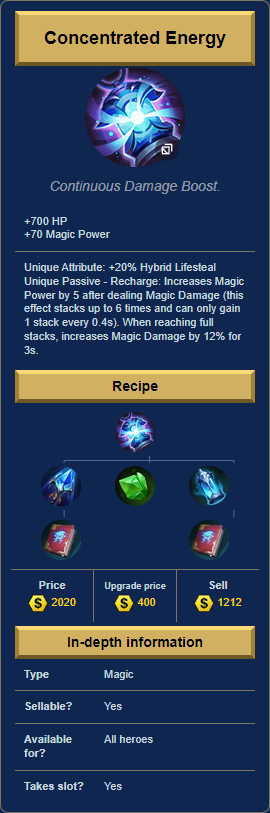 Concentrated Energy
Continuous Damage Boost.
+700 HP
+70 Magic Power
Unique Attribute: +20% Hybrid Lifesteal
Unique Passive - Recharge: Increases Magic
Power by 5 after dealing Magic Damage (this
effect stacks up to 6 times and can only gain
1 stack every 0.4s). When reaching full
stacks, increases Magic Damage by 12% for
3s.
Recipe
Price Upgrade price Sell
2020 400 1212
In-depth information
Type Magic
Sellable? Yes
Available All heroes
for?
Takes slot? Yes